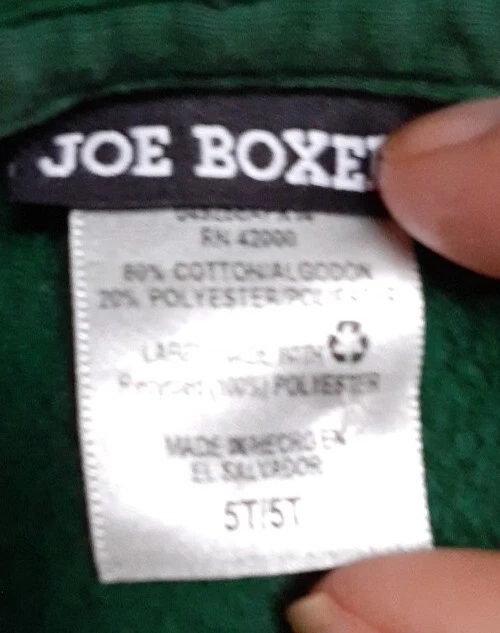 JOE BOXE
RN 42000
80% COTTON/ALGODON
20% POLYESTER/
Recycled (100%) POLYESTER
MADE IN/HECHO EN
EL SALVADOR
5T/5T